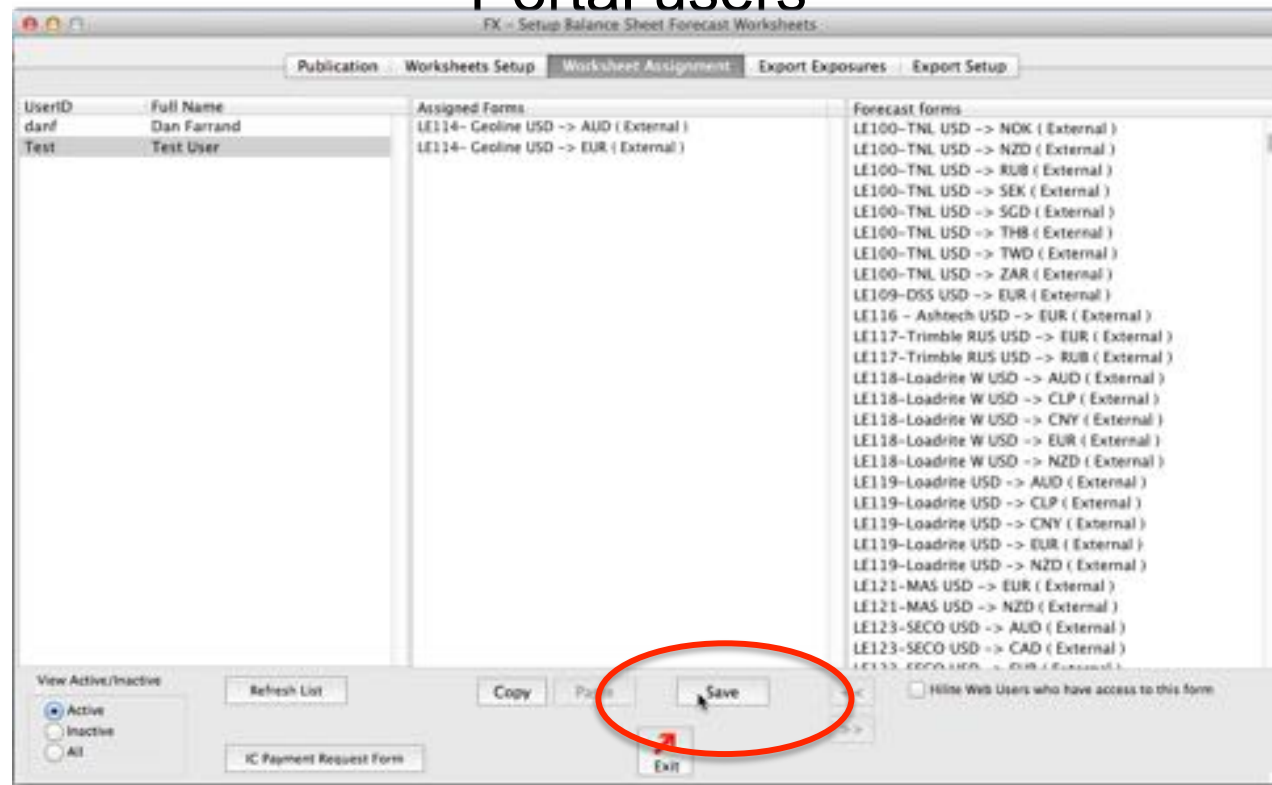 Portal users
FX - Setup Balance Sheet Forecast Worksheets
Publication Worksheets Setup Worksheet Assignment Export Exposures Export Setup
UserID Full Name Assigned Forms Forecast forms
danf Dan Farrand LE114- Geoline USD -> AUD ( External )
Test Test User LE114- Geoline USD -> EUR ( External )
LE100-TNL USD -> NOK ( External )
LE100-TNL USD -> NZD ( External )
LE100-TNL USD -> RUB ( External )
LE100-TNL USD -> SEK ( External )
LE100-TNL USD -> SGD ( External )
LE100-TNL USD -> THB ( External )
LE100-TNL USD -> TWD ( External )
LE100-TNL USD -> ZAR ( External )
LE109-DSS USD -> EUR ( External )
LE116 - Ashtech USD -> EUR ( External )
LE117-Trimble RUS USD -> EUR ( External )
LE117-Trimble RUS USD -> RUB ( External )
LE118-Loadrite W USD -> AUD ( External )
LE118-Loadrite W USD -> CLP ( External )
LE118-Loadrite W USD -> CNY ( External )
LE118-Loadrite W USD -> EUR ( External )
LE118-Loadrite W USD -> NZD ( External )
LE119-Loadrite USD -> AUD ( External )
LE119-Loadrite USD -> CLP ( External )
LE119-Loadrite USD -> CNY ( External )
LE119-Loadrite USD -> EUR ( External )
LE119-Loadrite USD -> NZD ( External )
LE121-MAS USD -> EUR ( External )
LE121-MAS USD -> NZD ( External )
LE123-SECO USD -> AUD ( External )
LE123-SECO USD -> CAD ( External )
LE123-SECO USD -> EUR ( External )
View Active/Inactive
Active
Inactive
All
Refresh List
IC Payment Request Form
Copy Paste Save <<
>>
Exit
Hilite Web Users who have access to this form